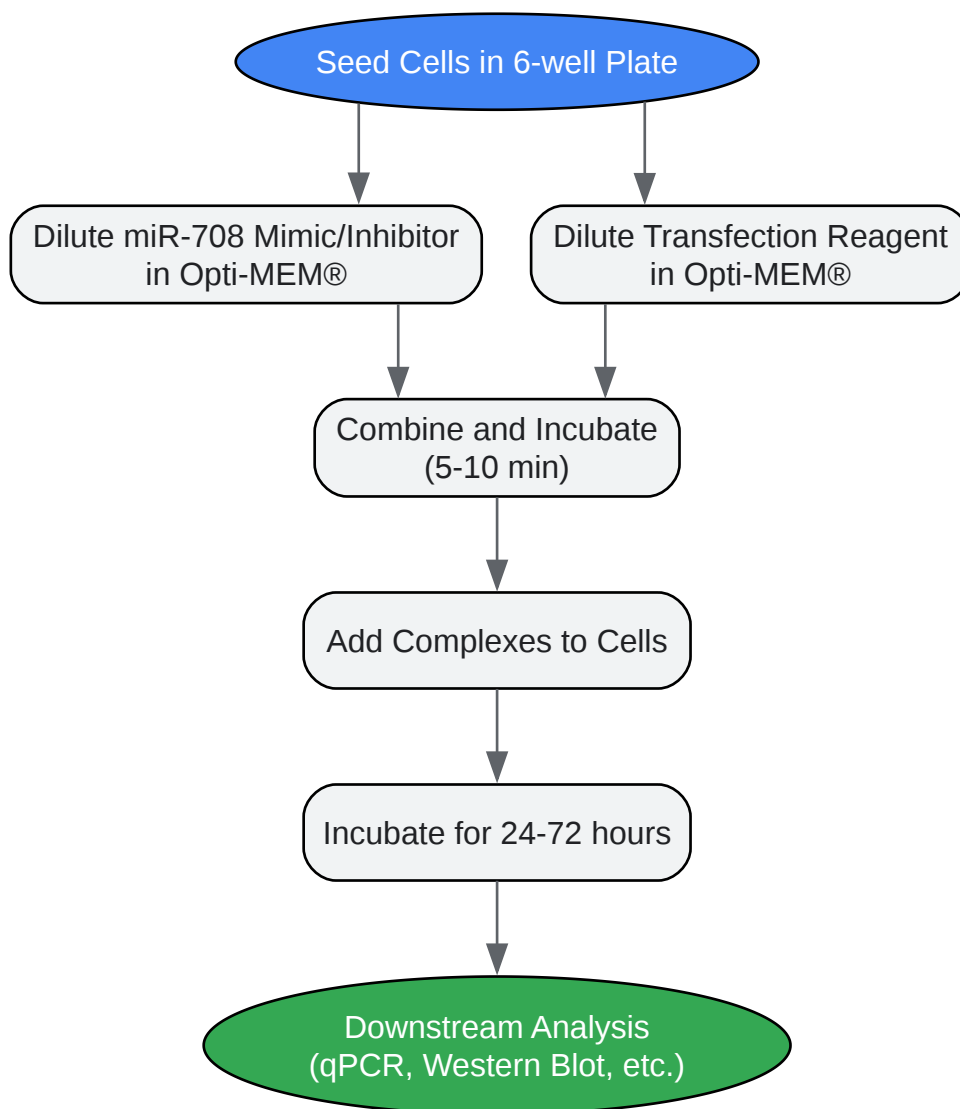 Seed Cells in 6-well Plate
Dilute miR-708 Mimic/Inhibitor
in Opti-MEM®
Dilute Transfection Reagent
in Opti-MEM®
Combine and Incubate
(5-10 min)
Add Complexes to Cells
Incubate for 24-72 hours
Downstream Analysis
(qPCR, Western Blot, etc.)